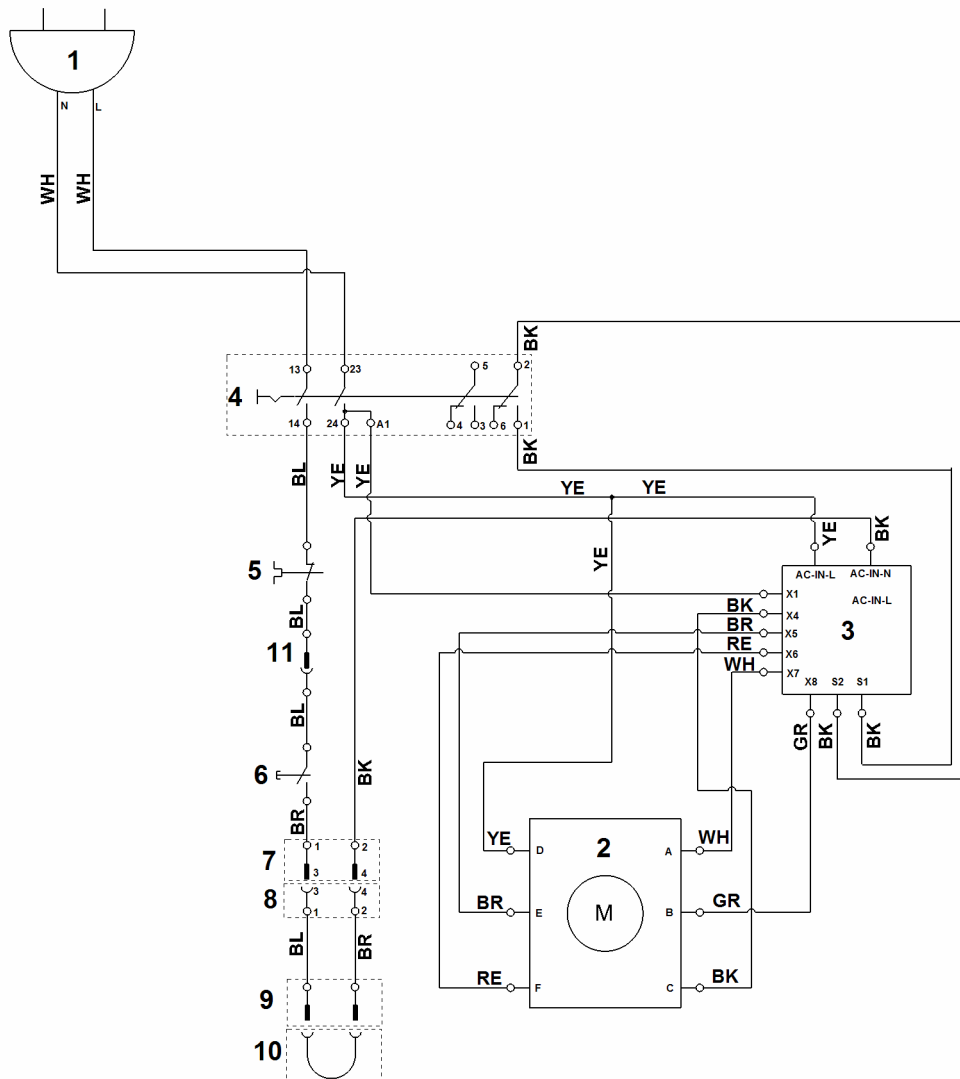 1
N L
WH WH
BK
13 23 5 2
4
14 24 A1 4 3 6 1
BL YE YE BK
YE YE
YE YE BK
5
AC-IN-L AC-IN-N
X1 AC-IN-L
BL BK X4
BR X5 3
11 RE X6
WH X7 X8 S2 S1
BL GR BK BK
6 BK
BR
7 1 2
3 4
8 3 4
1 2
YE D 2 A WH
BR E M B GR
BL BR
RE F C BK
9
10